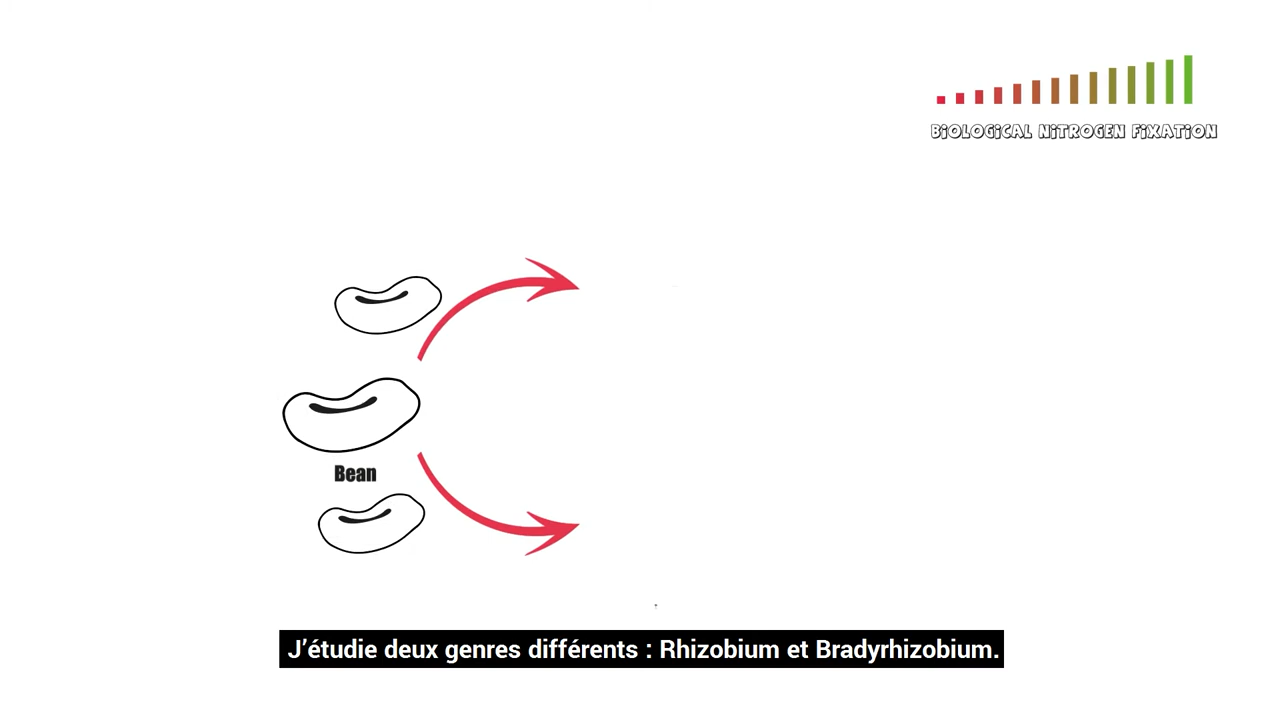 BiOLOGiCAL NiTROGEN FiXATiON
Bean
J’étudie deux genres différents : Rhizobium et Bradyrhizobium.